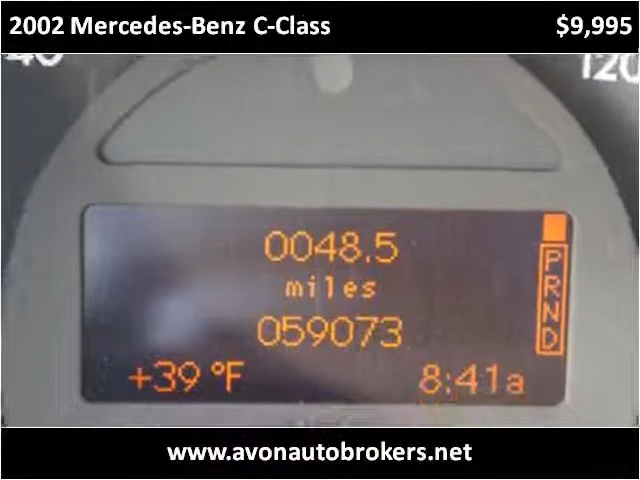 2002 Mercedes-Benz C-Class $9,995
40 120
0048.5
miles
059073
+39 °F 8:41a
P
R
N
D
www.avonautobrokers.net